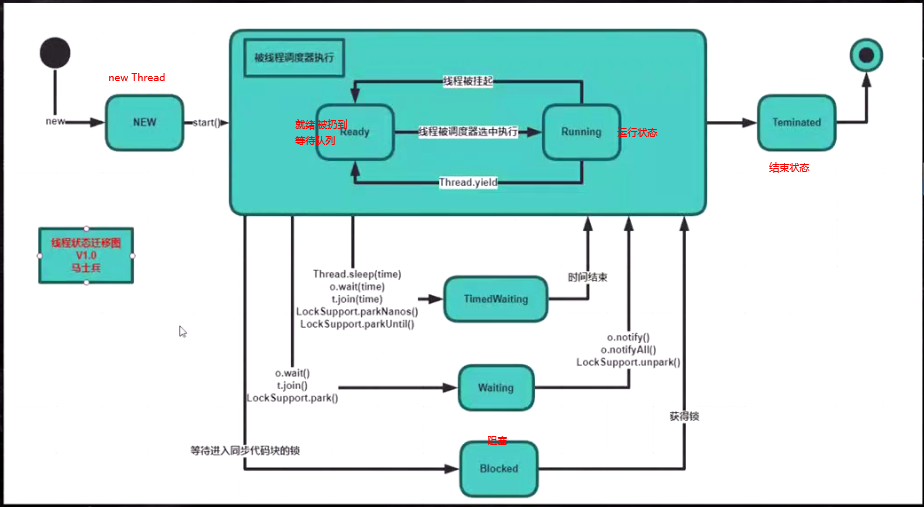 被线程调度器执行
new Thread
线程被挂起
new
NEW
start()
就绪 被扔到
等待队列
Ready
线程被调度器选中执行
Running
运行状态
Teminated
结束状态
Thread.yield
线程状态迁移图
V1.0
马士兵
Thread.sleep(time)
o.wait(time)
t.join(time)
LockSupport.parkNanos()
LockSupport.parkUntil()
TimedWaiting
时间结束
o.notify()
o.notifyAll()
LockSupport.unpark()
o.wait()
t.join()
LockSupport.park()
Waiting
获得锁
等待进入同步代码块的锁
阻塞
Blocked